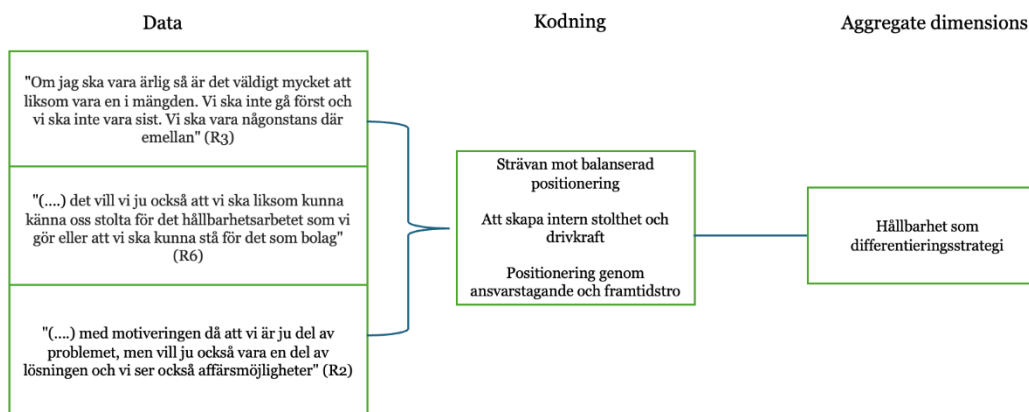 Data
Kodning
Aggregate dimensions
"Om jag ska vara ärlig så är det väldigt mycket att
liksom vara en i mängden. Vi ska inte gå först och
vi ska inte vara sist. Vi ska vara någonstans där
emellan" (R3)
"(....) det vill vi ju också att vi ska liksom kunna
känna oss stolta för det hållbarhetsarbetet som vi
gör eller att vi ska kunna stå för det som bolag"
(R6)
"(....) med motiveringen då att vi är ju del av
problemet, men vill ju också vara en del av
lösningen och vi ser också affärsmöjligheter" (R2)
Strävan mot balanserad
positionering
Att skapa intern stolthet och
drivkraft
Positionering genom
ansvarstagande och framtidstro
Hållbarhet som
differentieringsstrategi